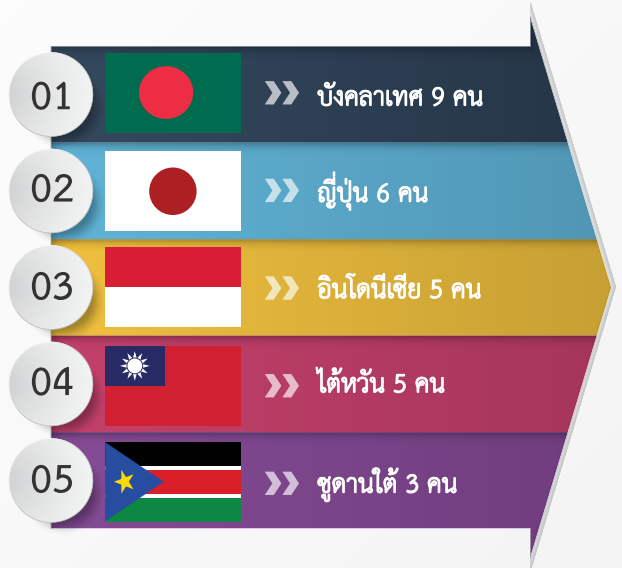 01 บังคลาเทศ 9 คน
02 ญี่ปุ่น 6 คน
03 อินโดนีเซีย 5 คน
04 ไต้หวัน 5 คน
05 ซูดานใต้ 3 คน